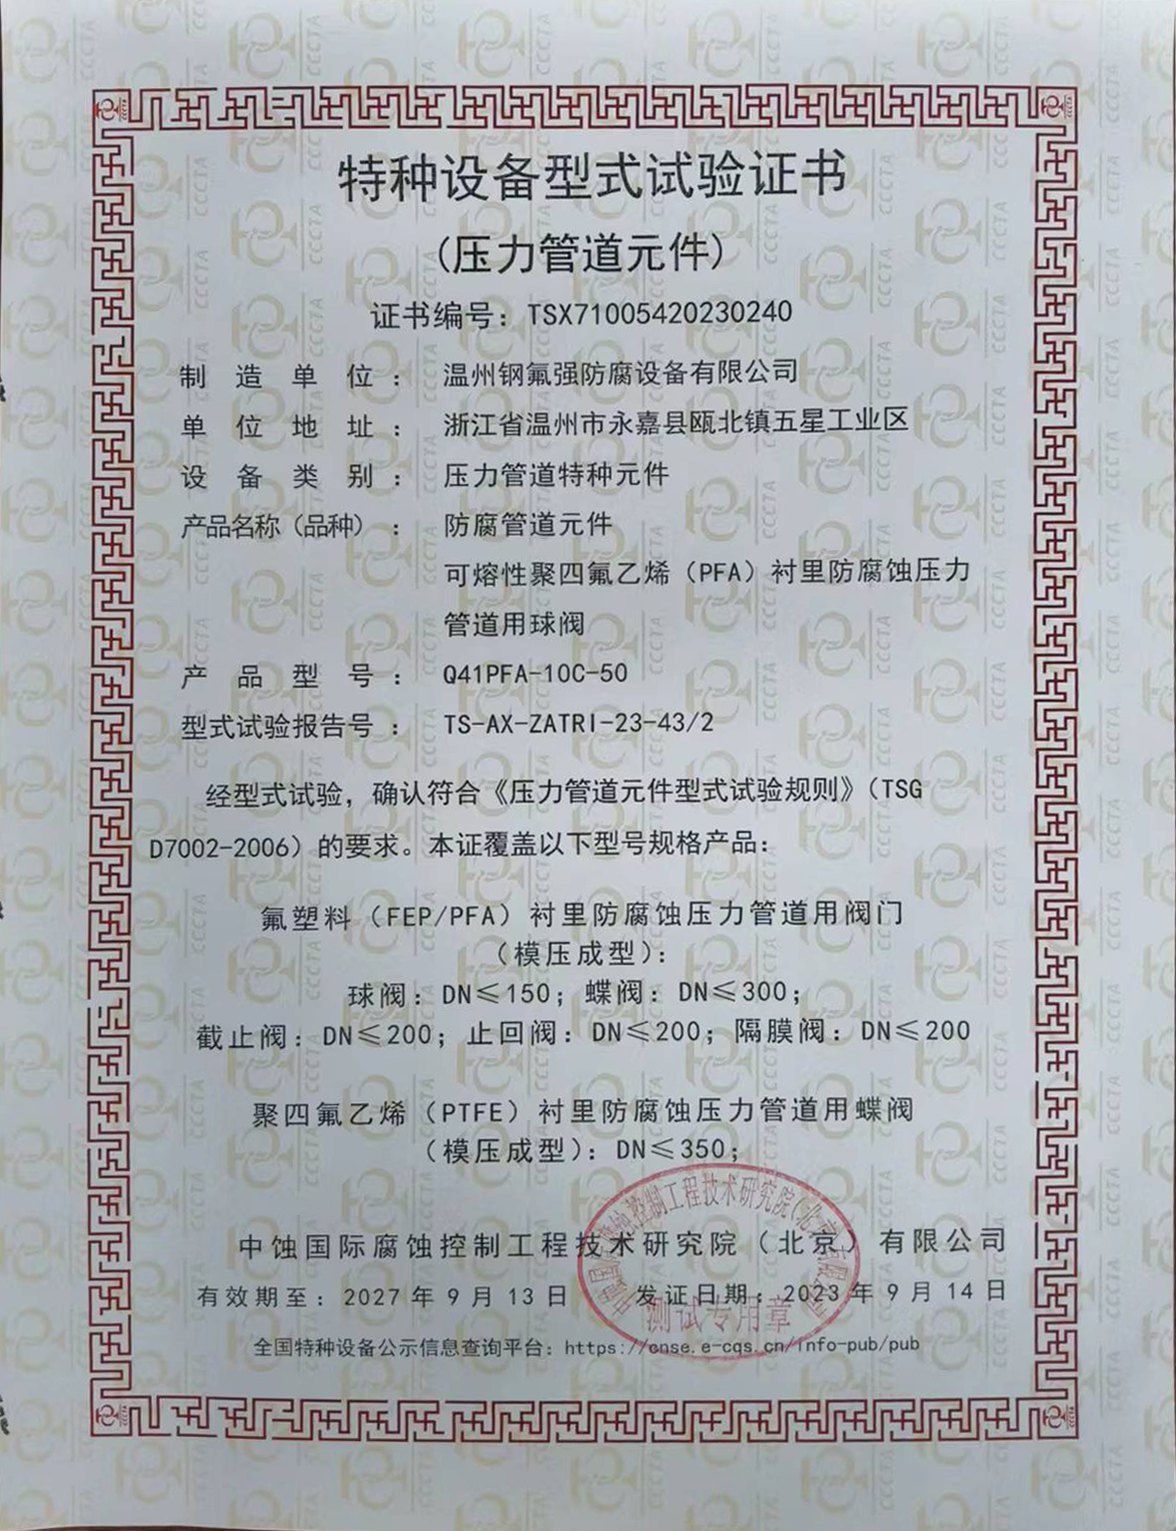 特种设备型式试验证书
(压力管道元件)
证书编号：TSX71005420230240
制造单位：温州钢氟强防腐设备有限公司
单位地址：浙江省温州市永嘉县瓯北镇五星工业区
设备类别：压力管道特种元件
产品名称（品种）：防腐管道元件
可熔性聚四氟乙烯（PFA）衬里防腐蚀压力
管道用球阀
产品型号：Q41PFA-10C-50
型式试验报告号：TS-AX-ZATRI-23-43/2
经型式试验，确认符合《压力管道元件型式试验规则》（TSG
D7002-2006）的要求。本证覆盖以下型号规格产品：
氟塑料（FEP/PFA）衬里防腐蚀压力管道用阀门
（模压成型）：
球阀：DN≤150；蝶阀：DN≤300；
截止阀：DN≤200；止回阀：DN≤200；隔膜阀：DN≤200
聚四氟乙烯（PTFE）衬里防腐蚀压力管道用蝶阀
（模压成型）：DN≤350；
中蚀国际腐蚀控制工程技术研究院（北京）有限公司
有效期至：2027年9月13日 发证日期：2023年9月14日
测试专用章
全国特种设备公示信息查询平台：https://cnse.e-cqs.cn/info-pub/pub
CCCTA